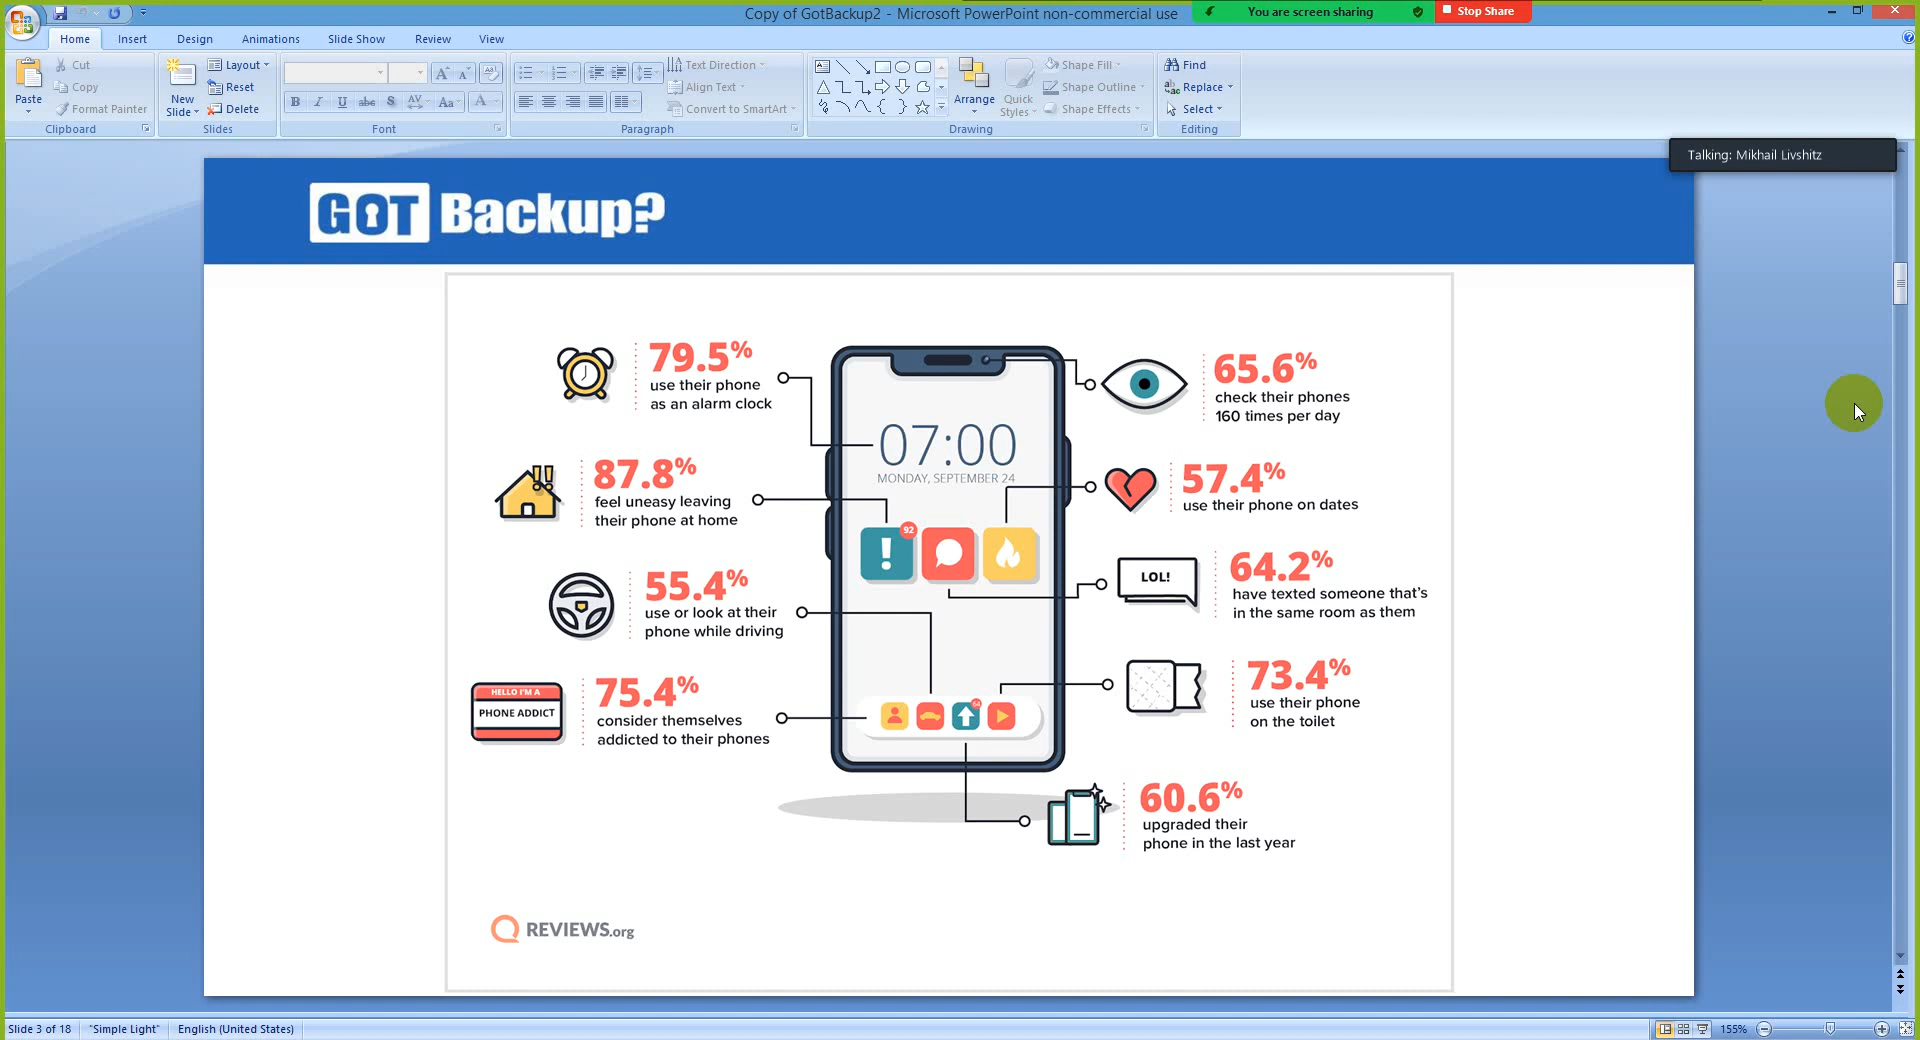 Copy of GotBackup2 - Microsoft PowerPoint non-commercial use
You are screen sharing
Stop Share
Home
Insert
Design
Animations
Slide Show
Review
View
Paste
Cut
Copy
Format Painter
Clipboard
New
Slide
Layout
Reset
Delete
Slides
B I U abc S AV Aa A
Font
Text Direction
Align Text
Convert to SmartArt
Paragraph
Arrange
Quick
Styles
Shape Fill
Shape Outline
Shape Effects
Drawing
Find
Replace
Select
Editing
Talking: Mikhail Livshitz
GOT Backup?
79.5%
use their phone
as an alarm clock
87.8%
feel uneasy leaving
their phone at home
55.4%
use or look at their
phone while driving
HELLO I'M A
PHONE ADDICT
75.4%
consider themselves
addicted to their phones
07:00
MONDAY, SEPTEMBER 24
92
65.6%
check their phones
160 times per day
57.4%
use their phone on dates
LOL!
64.2%
have texted someone that's
in the same room as them
73.4%
use their phone
on the toilet
60.6%
upgraded their
phone in the last year
REVIEWS.org
Slide 3 of 18
"Simple Light"
English (United States)
155%